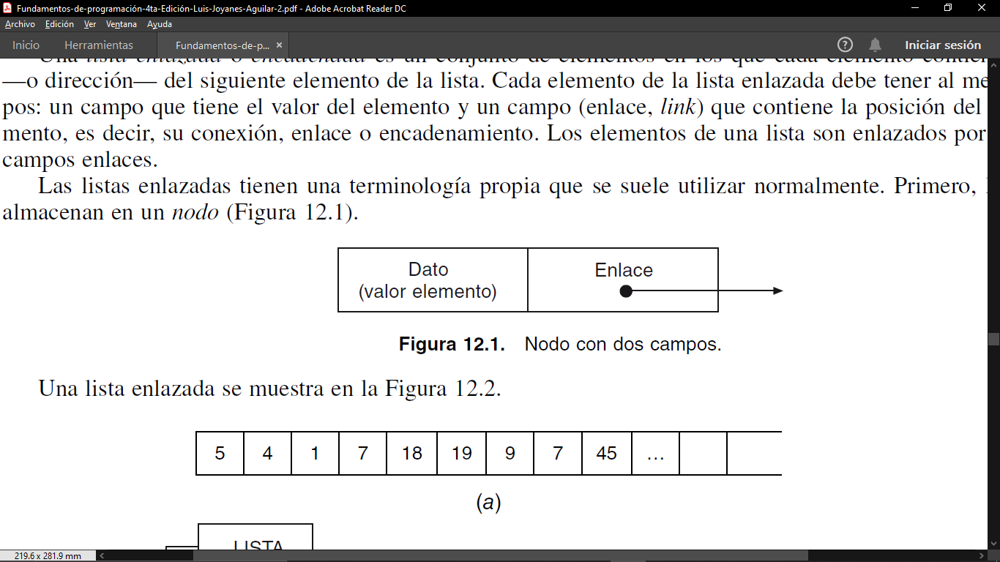 Fundamentos-de-programación-4ta-Edición-Luis-Joyanes-Aguilar-2.pdf - Adobe Acrobat Reader DC
Archivo Edición Ver Ventana Ayuda
Inicio Herramientas Fundamentos-de-p... × ? Iniciar sesión
Una lista enlazada o encadenada es un conjunto de elementos en los que cada elemento contie
—o dirección— del siguiente elemento de la lista. Cada elemento de la lista enlazada debe tener al me
pos: un campo que tiene el valor del elemento y un campo (enlace, link) que contiene la posición del
mento, es decir, su conexión, enlace o encadenamiento. Los elementos de una lista son enlazados por
campos enlaces.
Las listas enlazadas tienen una terminología propia que se suele utilizar normalmente. Primero,
almacenan en un nodo (Figura 12.1).
Dato Enlace
(valor elemento)
Figura 12.1. Nodo con dos campos.
Una lista enlazada se muestra en la Figura 12.2.
5 4 1 7 18 19 9 7 45 ...
(a)
LISTA
219.6 x 281.9 mm